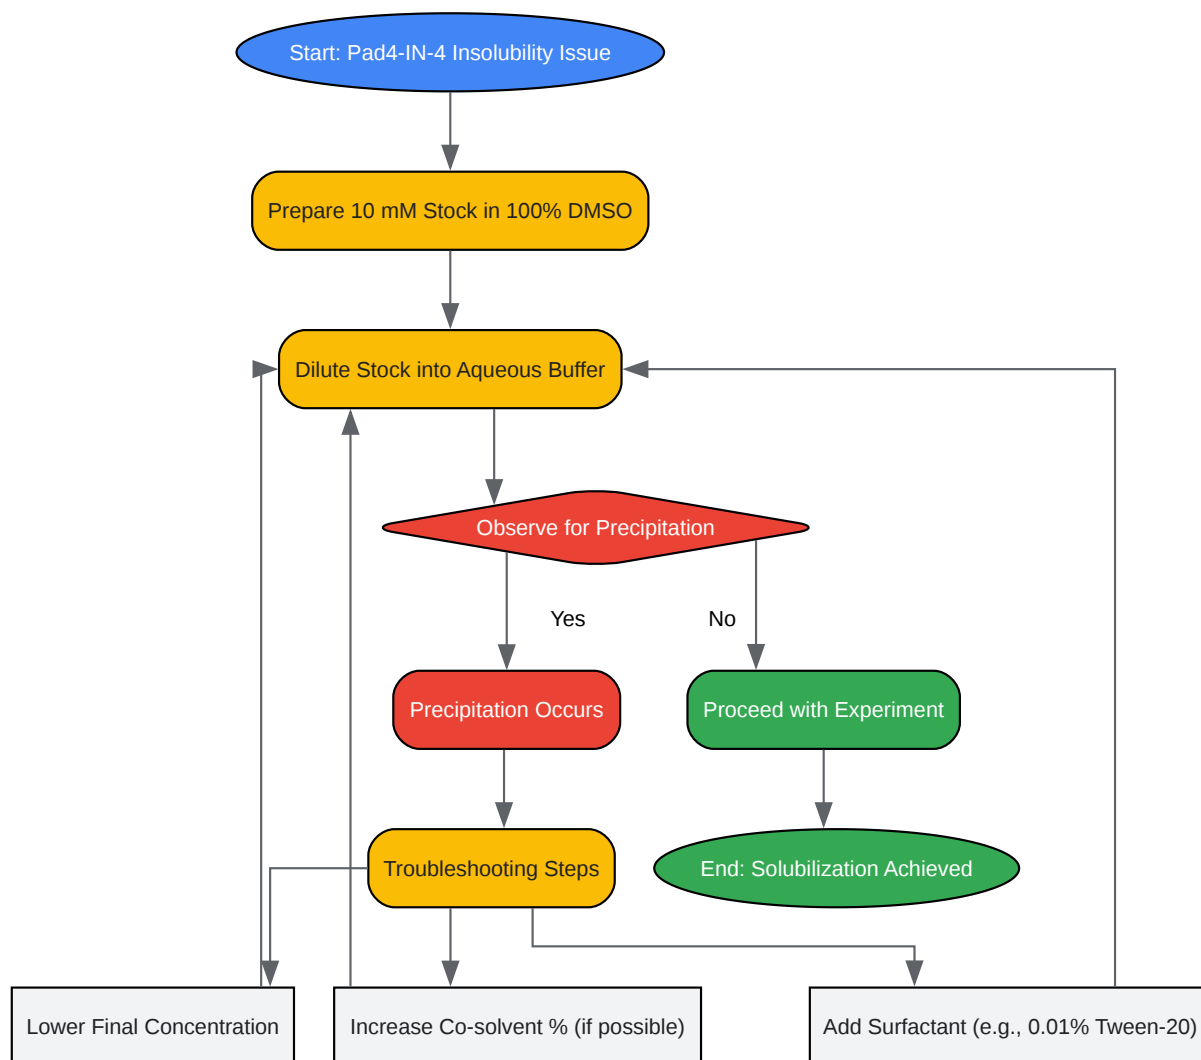 Start: Pad4-IN-4 Insolubility Issue
Prepare 10 mM Stock in 100% DMSO
Dilute Stock into Aqueous Buffer
Observe for Precipitation
Yes
No
Precipitation Occurs
Proceed with Experiment
Troubleshooting Steps
End: Solubilization Achieved
Lower Final Concentration
Increase Co-solvent % (if possible)
Add Surfactant (e.g., 0.01% Tween-20)